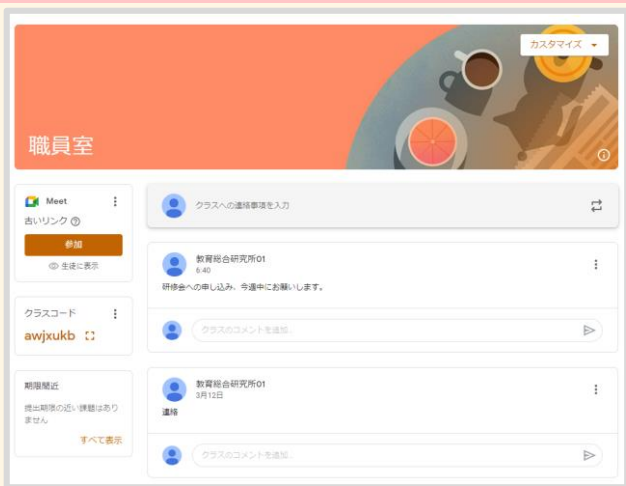 カスタマイズ
職員室
Meet
古いリンク
参加
生徒に表示
クラスコード
awjxukb
期限間近
提出期限の近い課題はあり
ません
すべて表示
クラスへの連絡事項を入力
教育総合研究所01
6:40
研修会への申し込み、今週中にお願いします。
クラスのコメントを追加...
教育総合研究所01
3月12日
連絡
クラスのコメントを追加...